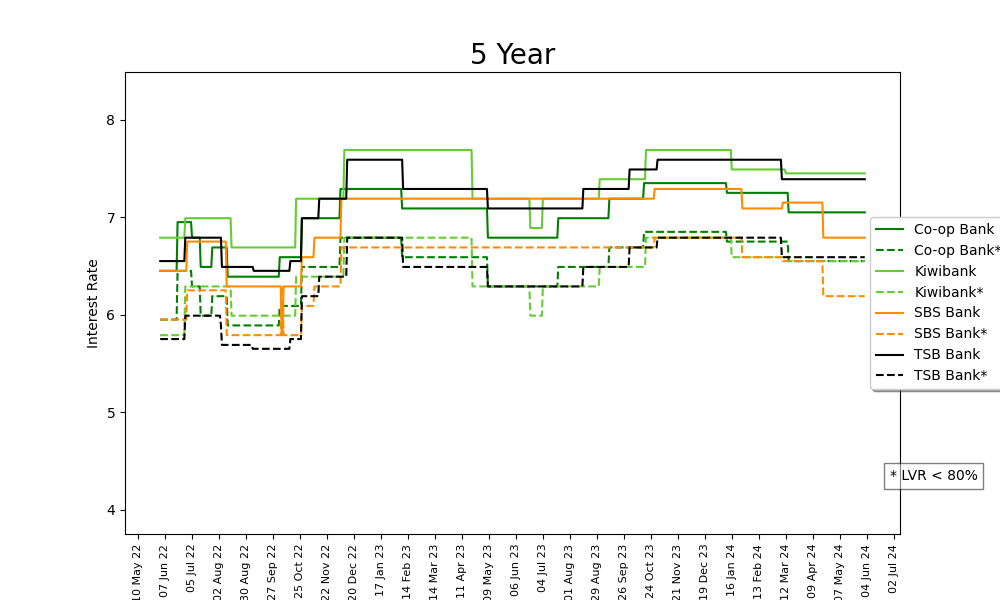 5 Year
Interest Rate
8
7
6
5
4
Co-op Bank
Co-op Bank*
Kiwibank
Kiwibank*
SBS Bank
SBS Bank*
TSB Bank
TSB Bank*
* LVR < 80%
10 May 22
07 Jun 22
05 Jul 22
02 Aug 22
30 Aug 22
27 Sep 22
25 Oct 22
22 Nov 22
20 Dec 22
17 Jan 23
14 Feb 23
14 Mar 23
11 Apr 23
09 May 23
06 Jun 23
04 Jul 23
01 Aug 23
29 Aug 23
26 Sep 23
24 Oct 23
21 Nov 23
19 Dec 23
16 Jan 24
13 Feb 24
12 Mar 24
09 Apr 24
07 May 24
04 Jun 24
02 Jul 24